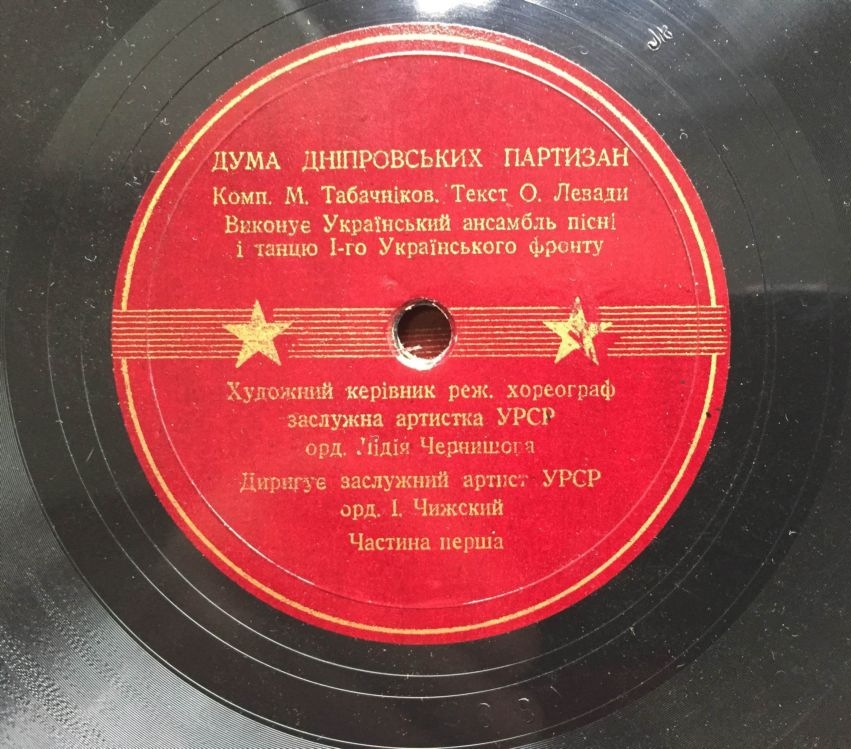 ДУМА ДНІПРОВСЬКИХ ПАРТИЗАН
Комп. М. Табачніков. Текст О. Левади
Виконує Український ансамбль пісні
і танцю І-го Українського фронту
Художний керівник реж. хореограф
заслужна артистка УРСР
орд. Лідія Чернишова
Диригує заслужний артист УРСР
орд. І. Чижский
Частина перша